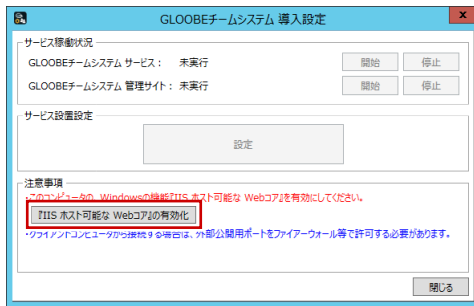 GLOOBEチームシステム 導入設定
x
サービス稼働状況
GLOOBEチームシステム サービス： 未実行
開始
停止
GLOOBEチームシステム 管理サイト： 未実行
開始
停止
サービス設置設定
設定
注意事項
・このコンピュータの、Windowsの機能『IIS ホスト可能な Webコア』を有効にしてください。
『IIS ホスト可能な Webコア』の有効化
・クライアントコンピュータから接続する場合は、外部公開用ポートをファイアーウォール等で許可する必要があります。
閉じる